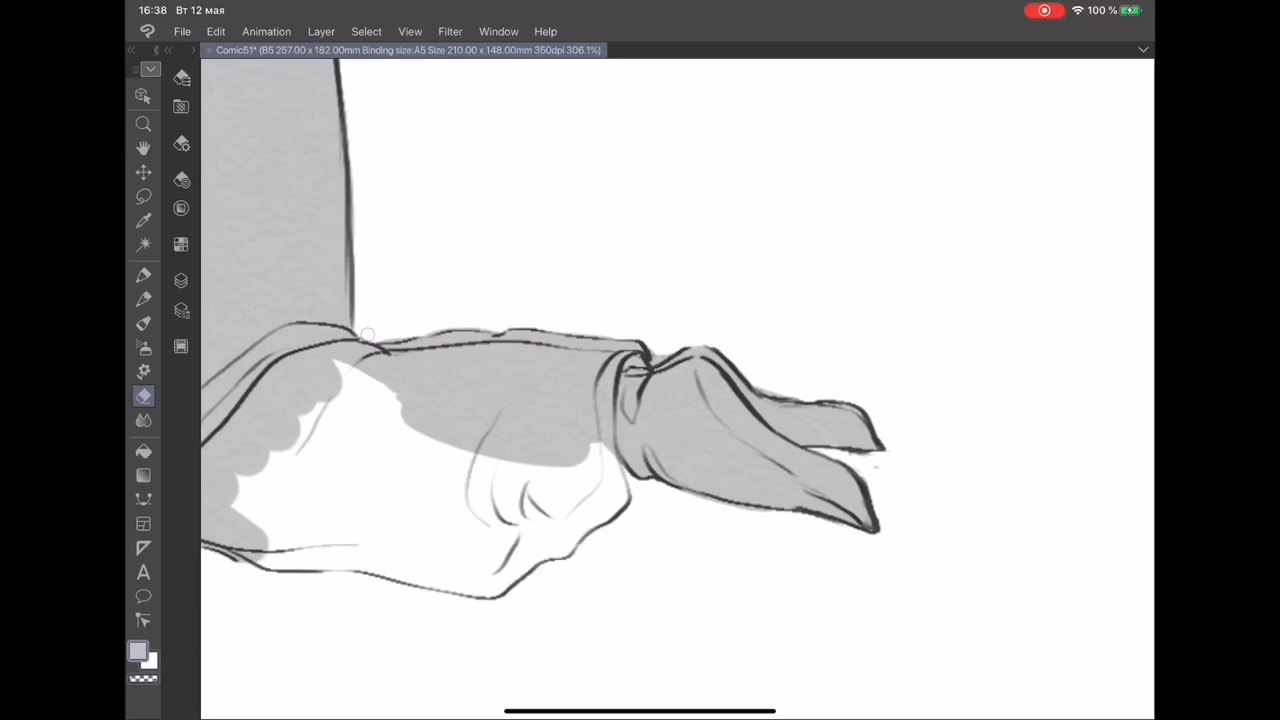 16:38 Вт 12 мая
100 %
File Edit Animation Layer Select View Filter Window Help
Comic51* (B5 257.00 x 182.00mm Binding size:A5 Size 210.00 x 148.00mm 350dpi 306.1%)
A